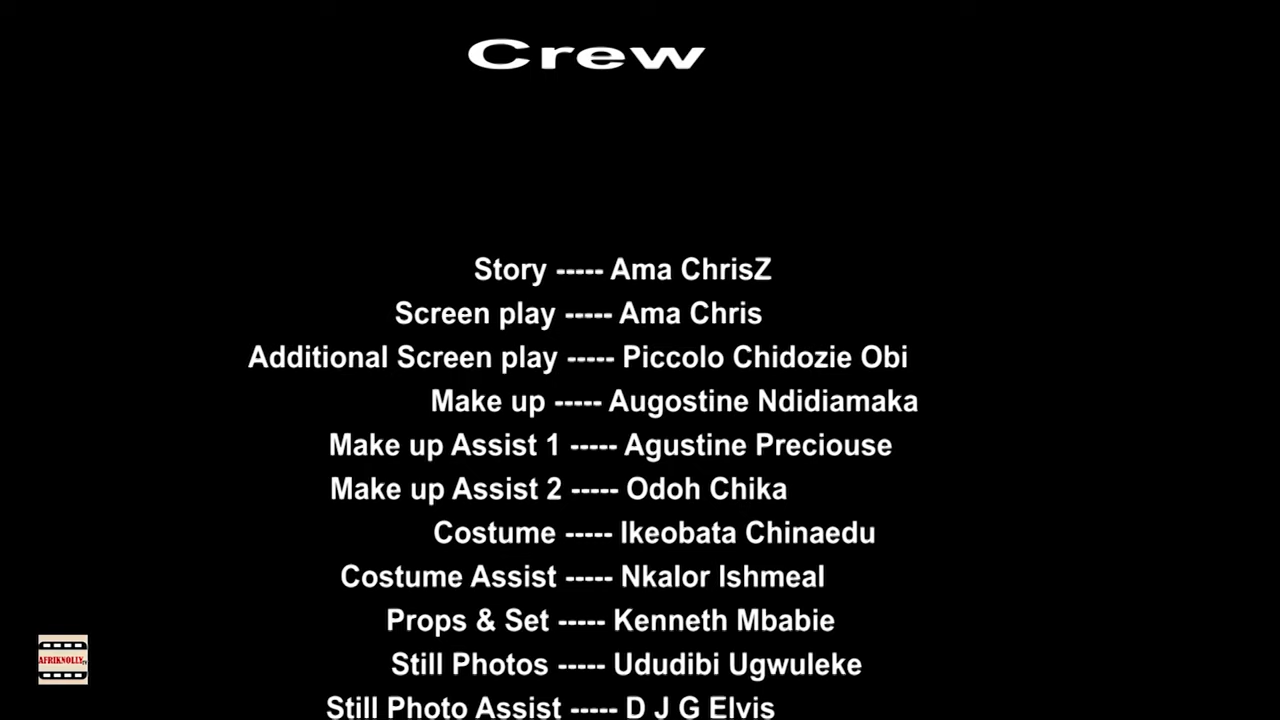 Crew
Story ----- Ama ChrisZ
Screen play ----- Ama Chris
Additional Screen play ----- Piccolo Chidozie Obi
Make up ----- Augostine Ndidiamaka
Make up Assist 1 ----- Agustine Preciouse
Make up Assist 2 ----- Odoh Chika
Costume ----- Ikeobata Chinaedu
Costume Assist ----- Nkalor Ishmeal
Props & Set ----- Kenneth Mbabie
Still Photos ----- Ududibi Ugwuleke
Still Photo Assist ----- D J G Elvis
AFRIKNOLLYTV